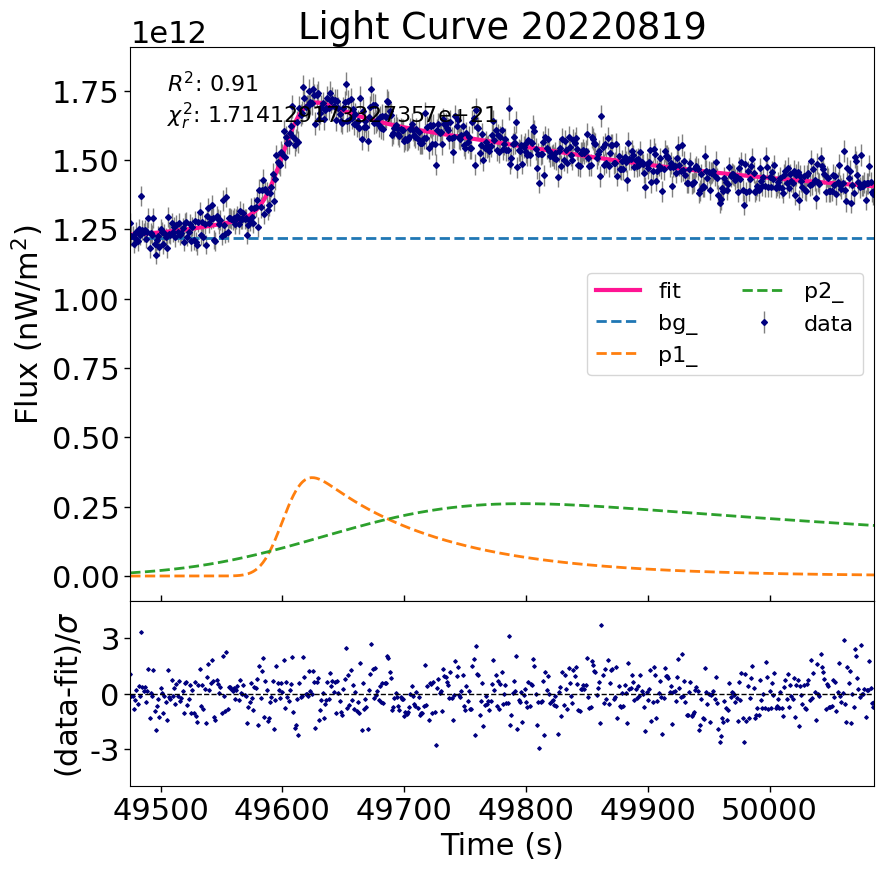 Light Curve 20220819
1e12
R²: 0.91
χ²ᵣ:
1.75
1.50
1.25
1.00
0.75
0.50
0.25
0.00
Flux (nW/m²)
fit
bg_
p1_
p2_
data
3
0
-3
(data-fit)/σ
49500 49600 49700 49800 49900 50000
Time (s)